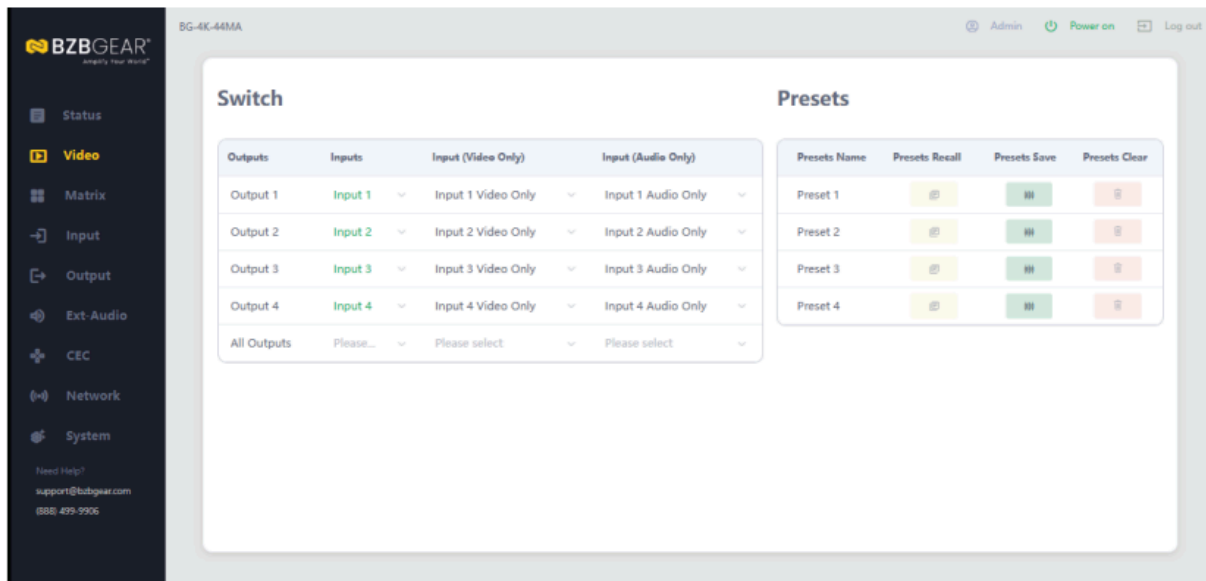 BG-4K-44MA
Admin
Power on
Log out
BZBGEAR®
Amplify Your World™
Status
Video
Matrix
Input
Output
Ext-Audio
CEC
Network
System
Need Help?
support@bzbgear.com
(888) 499-9906
Switch
Outputs Inputs Input (Video Only) Input (Audio Only)
Output 1 Input 1 Input 1 Video Only Input 1 Audio Only
Output 2 Input 2 Input 2 Video Only Input 2 Audio Only
Output 3 Input 3 Input 3 Video Only Input 3 Audio Only
Output 4 Input 4 Input 4 Video Only Input 4 Audio Only
All Outputs Please... Please select Please select
Presets
Presets Name Presets Recall Presets Save Presets Clear
Preset 1
Preset 2
Preset 3
Preset 4